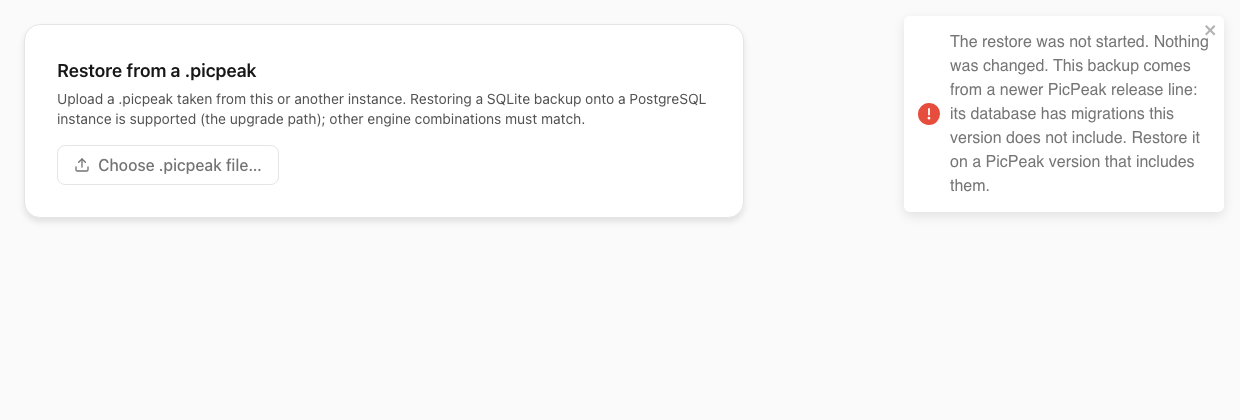 Restore from a .picpeak
Upload a .picpeak taken from this or another instance. Restoring a SQLite backup onto a PostgreSQL
instance is supported (the upgrade path); other engine combinations must match.
Choose .picpeak file...
The restore was not started. Nothing
was changed. This backup comes
from a newer PicPeak release line:
its database has migrations this
version does not include. Restore it
on a PicPeak version that includes
them.